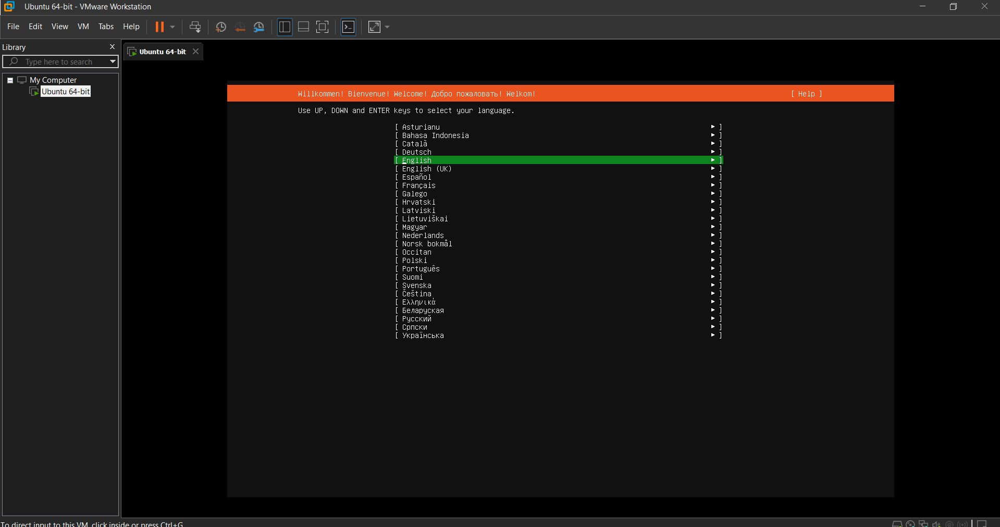 Ubuntu 64-bit - VMware Workstation
File Edit View VM Tabs Help
Library
Type here to search
My Computer
Ubuntu 64-bit
Ubuntu 64-bit
Willkommen! Bienvenue! Welcome! Добро пожаловать! Welkom! [ Help ]
Use UP, DOWN and ENTER keys to select your language.
[ Asturianu ► ]
[ Bahasa Indonesia ► ]
[ Català ► ]
[ Deutsch ► ]
[ English ► ]
[ English (UK) ► ]
[ Español ► ]
[ Français ► ]
[ Galego ► ]
[ Hrvatski ► ]
[ Latviski ► ]
[ Lietuviškai ► ]
[ Magyar ► ]
[ Nederlands ► ]
[ Norsk bokmål ► ]
[ Occitan ► ]
[ Polski ► ]
[ Português ► ]
[ Suomi ► ]
[ Svenska ► ]
[ Čeština ► ]
[ Ελληνικά ► ]
[ Беларуская ► ]
[ Русский ► ]
[ Српски ► ]
[ Українська ► ]
To direct input to this VM, click inside or press Ctrl+G.